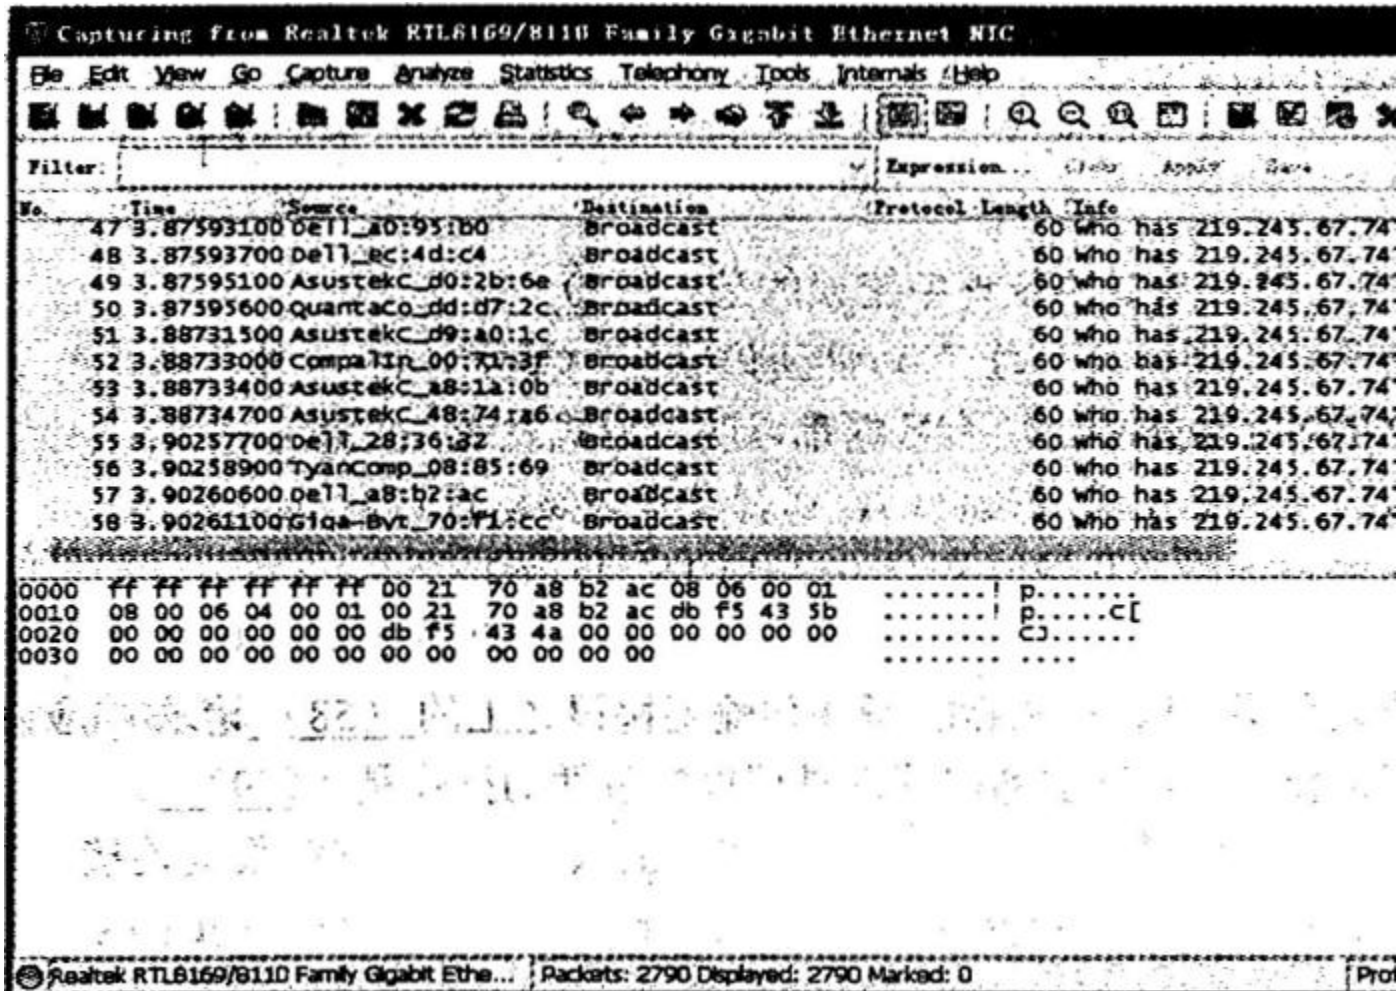 Capturing from Realtek RTL8169/8110 Family Gigabit Ethernet NIC
File Edit View Go Capture Analyze Statistics Telephony Tools Internals Help
Filter: Expression... Clear Apply Save
No. Time Source Destination Protocol Length Info
47 3.87593100 Dell_a0:95:b0 Broadcast 60 who has 219.245.67.74
48 3.87593700 Dell_ec:4d:c4 Broadcast 60 who has 219.245.67.74
49 3.87595100 AsustekC_d0:2b:6e Broadcast 60 who has 219.245.67.74
50 3.87595600 QuantaCo_dd:d7:2c Broadcast 60 who has 219.245.67.74
51 3.88731500 AsustekC_d9:a0:1c Broadcast 60 who has 219.245.67.74
52 3.88733000 CompalIn_00:71:3f Broadcast 60 who has 219.245.67.74
53 3.88733400 AsustekC_a8:1a:0b Broadcast 60 who has 219.245.67.74
54 3.88734700 AsustekC_48:74:a6 Broadcast 60 who has 219.245.67.74
55 3.90257700 Dell_28:36:32 Broadcast 60 who has 219.245.67.74
56 3.90258900 TyanComp_08:85:69 Broadcast 60 who has 219.245.67.74
57 3.90260600 Dell_a8:b2:ac Broadcast 60 who has 219.245.67.74
58 3.90261100 Giga-Byt_70:f1:cc Broadcast 60 who has 219.245.67.74
0000 ff ff ff ff ff ff 00 21 70 a8 b2 ac 08 06 00 01 .......! p.......
0010 08 00 06 04 00 01 00 21 70 a8 b2 ac db f5 43 5b .......! p.....C[
0020 00 00 00 00 00 00 db f5 43 4a 00 00 00 00 00 00 ........ CJ......
0030 00 00 00 00 00 00 00 00 00 00 00 00 ........ ....
Realtek RTL8169/8110 Family Gigabit Ethe... Packets: 2790 Displayed: 2790 Marked: 0 Prof